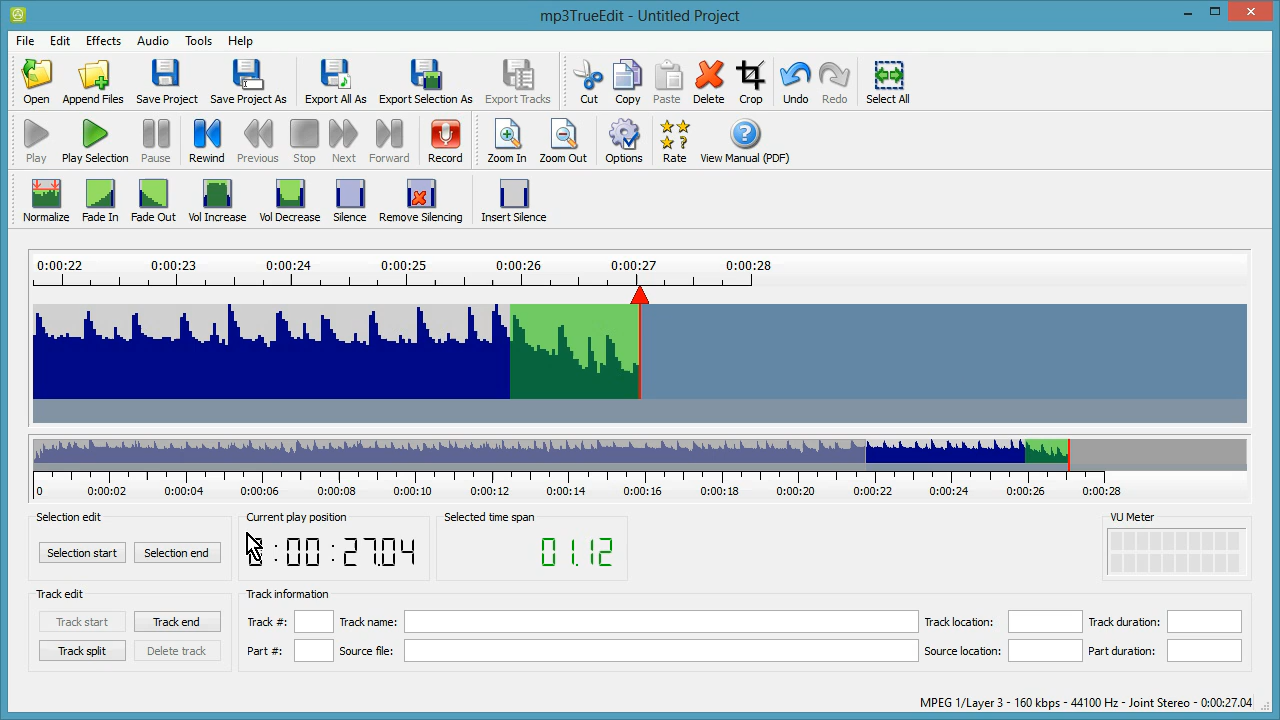 mp3TrueEdit - Untitled Project
File Edit Effects Audio Tools Help
Open Append Files Save Project Save Project As Export All As Export Selection As Export Tracks Cut Copy Paste Delete Crop Undo Redo Select All
Play Play Selection Pause Rewind Previous Stop Next Forward Record Zoom In Zoom Out Options Rate View Manual (PDF)
Normalize Fade In Fade Out Vol Increase Vol Decrease Silence Remove Silencing Insert Silence
0:00:22 0:00:23 0:00:24 0:00:25 0:00:26 0:00:27 0:00:28
0 0:00:02 0:00:04 0:00:06 0:00:08 0:00:10 0:00:12 0:00:14 0:00:16 0:00:18 0:00:20 0:00:22 0:00:24 0:00:26 0:00:28
Selection edit Current play position Selected time span VU Meter
Selection start Selection end 0:00:27.04 01.12
Track edit Track information
Track start Track end Track #: Track name: Track location: Track duration:
Track split Delete track Part #: Source file: Source location: Part duration:
MPEG 1/Layer 3 - 160 kbps - 44100 Hz - Joint Stereo - 0:00:27.04